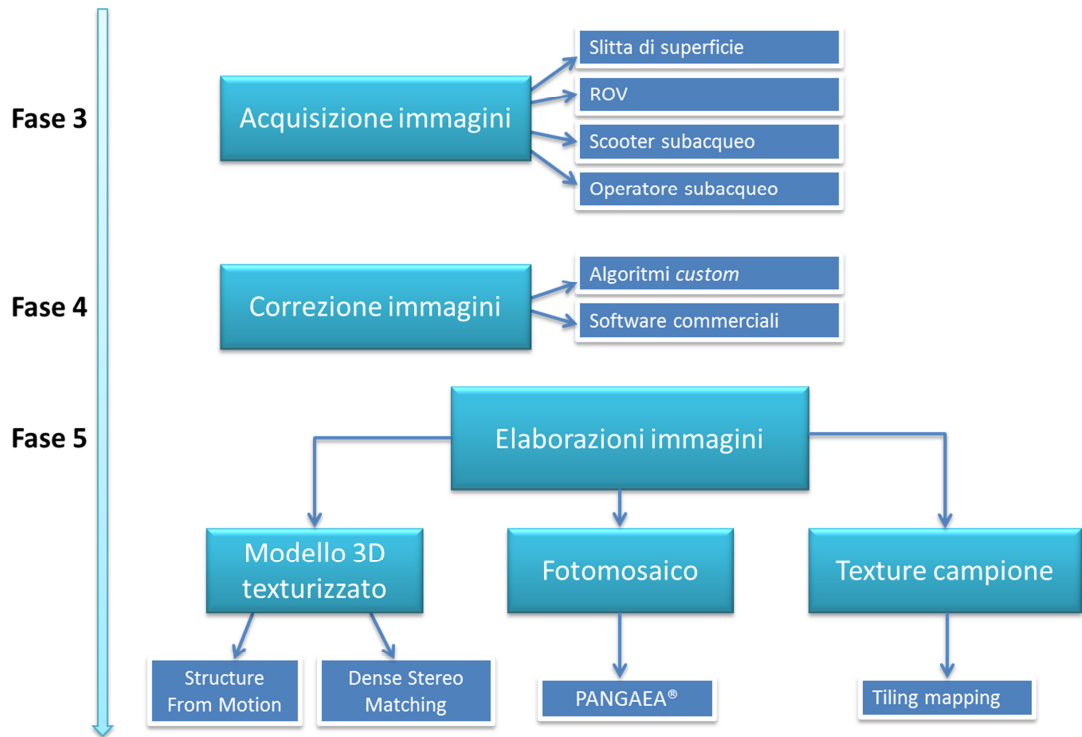 Fase 3
Acquisizione immagini
Slitta di superficie
ROV
Scooter subacqueo
Operatore subacqueo
Fase 4
Correzione immagini
Algoritmi custom
Software commerciali
Fase 5
Elaborazioni immagini
Modello 3D
texturizzato
Fotomosaico
Texture campione
Structure
From Motion
Dense Stereo
Matching
PANGAEA®
Tiling mapping